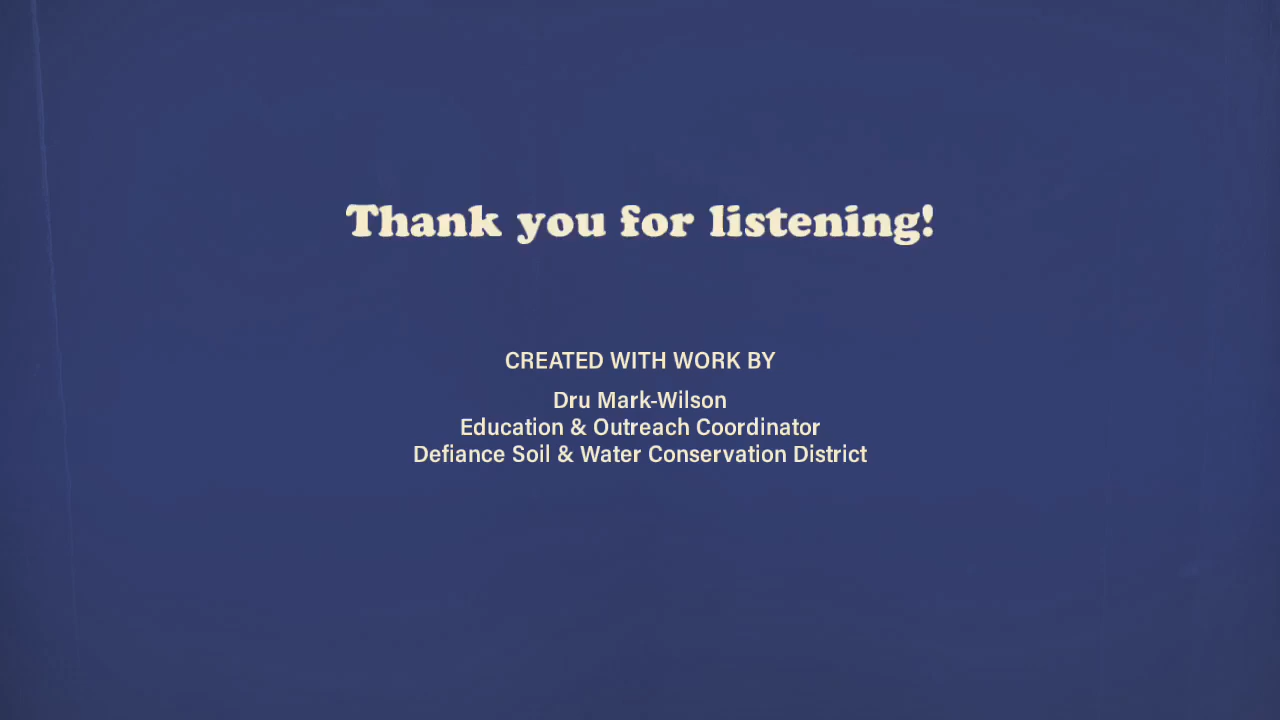 Thank you for listening!
CREATED WITH WORK BY
Dru Mark-Wilson
Education & Outreach Coordinator
Defiance Soil & Water Conservation District